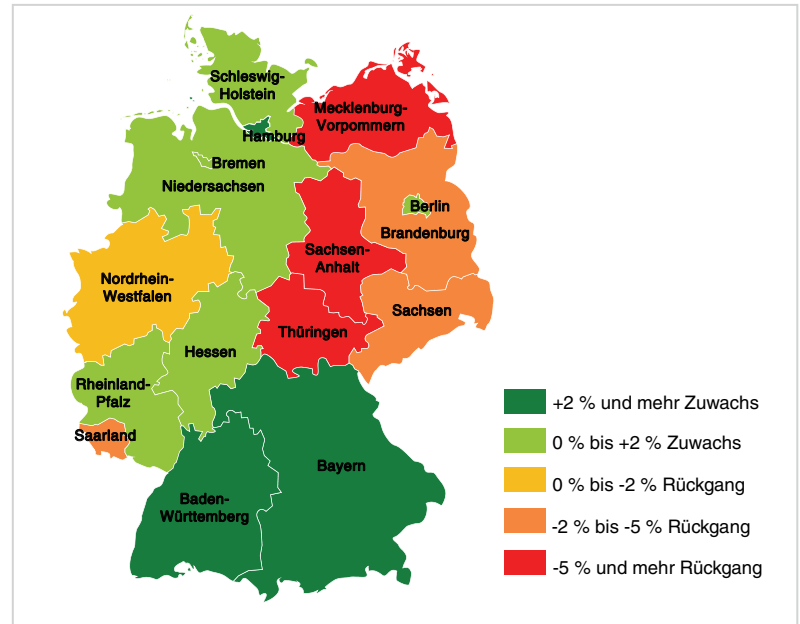 Schleswig-
Holstein
Mecklenburg-
Vorpommern
Hamburg
Bremen
Niedersachsen
Berlin
Brandenburg
Sachsen-
Anhalt
Nordrhein-
Westfalen
Sachsen
Thüringen
Hessen
Rheinland-
Pfalz
Saarland
Bayern
Baden-
Württemberg
+2 % und mehr Zuwachs
0 % bis +2 % Zuwachs
0 % bis -2 % Rückgang
-2 % bis -5 % Rückgang
-5 % und mehr Rückgang